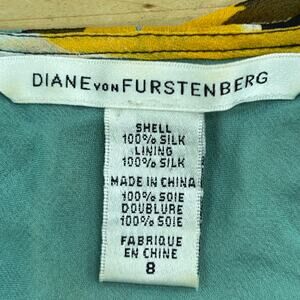 DIANE VON FURSTENBERG
SHELL
100% SILK
LINING
100% SILK
MADE IN CHINA
100% SOIE
DOUBLURE
100% SOIE
FABRIQUE
EN CHINE
8